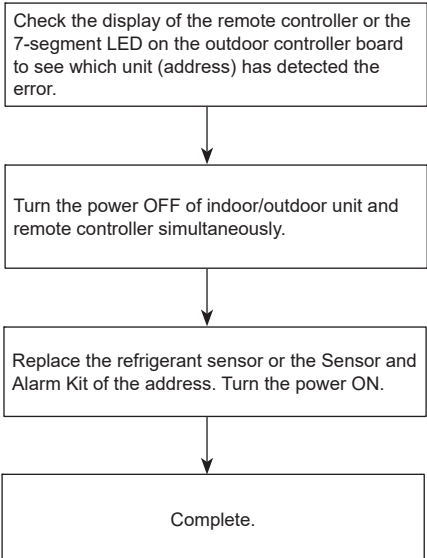 Check the display of the remote controller or the
7-segment LED on the outdoor controller board
to see which unit (address) has detected the
error.
Turn the power OFF of indoor/outdoor unit and
remote controller simultaneously.
Replace the refrigerant sensor or the Sensor and
Alarm Kit of the address. Turn the power ON.
Complete.